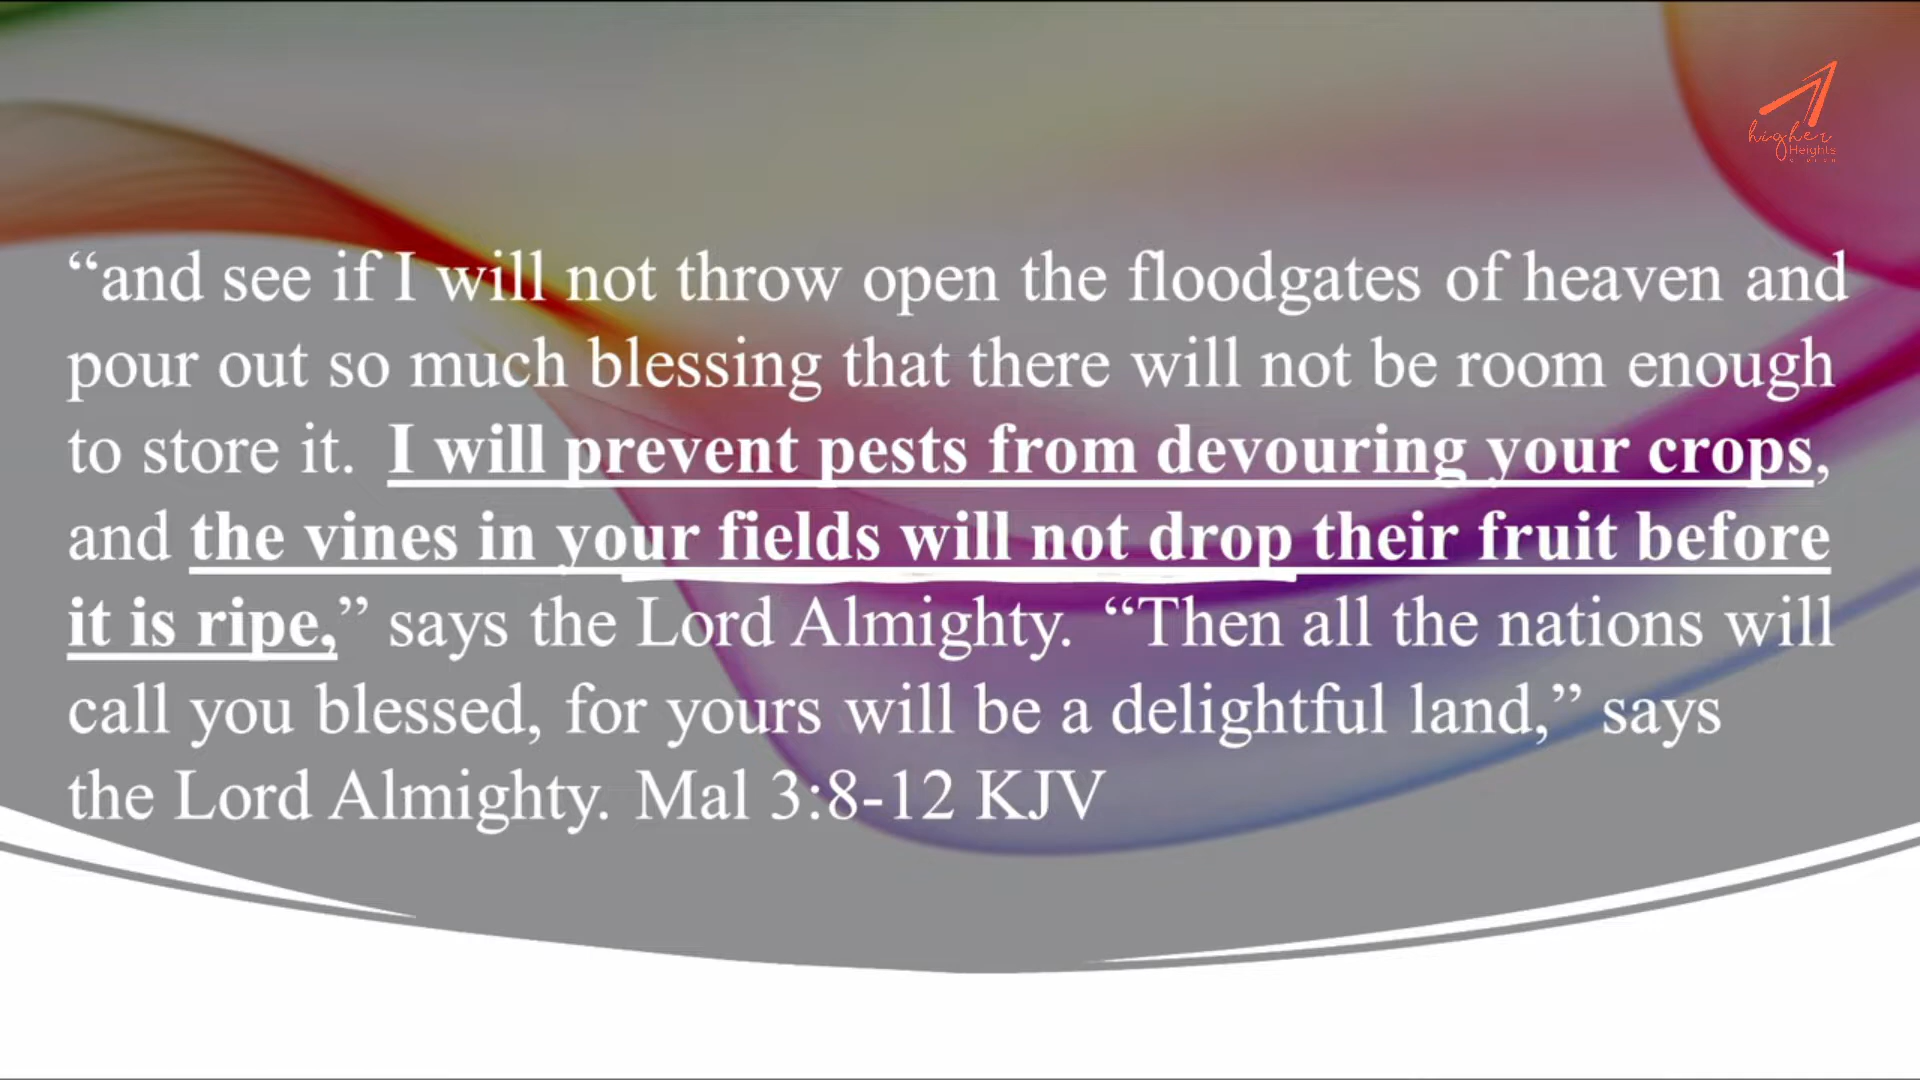 higher
Heights
“and see if I will not throw open the floodgates of heaven and
pour out so much blessing that there will not be room enough
to store it. I will prevent pests from devouring your crops,
and the vines in your fields will not drop their fruit before
it is ripe,” says the Lord Almighty. “Then all the nations will
call you blessed, for yours will be a delightful land,” says
the Lord Almighty. Mal 3:8-12 KJV